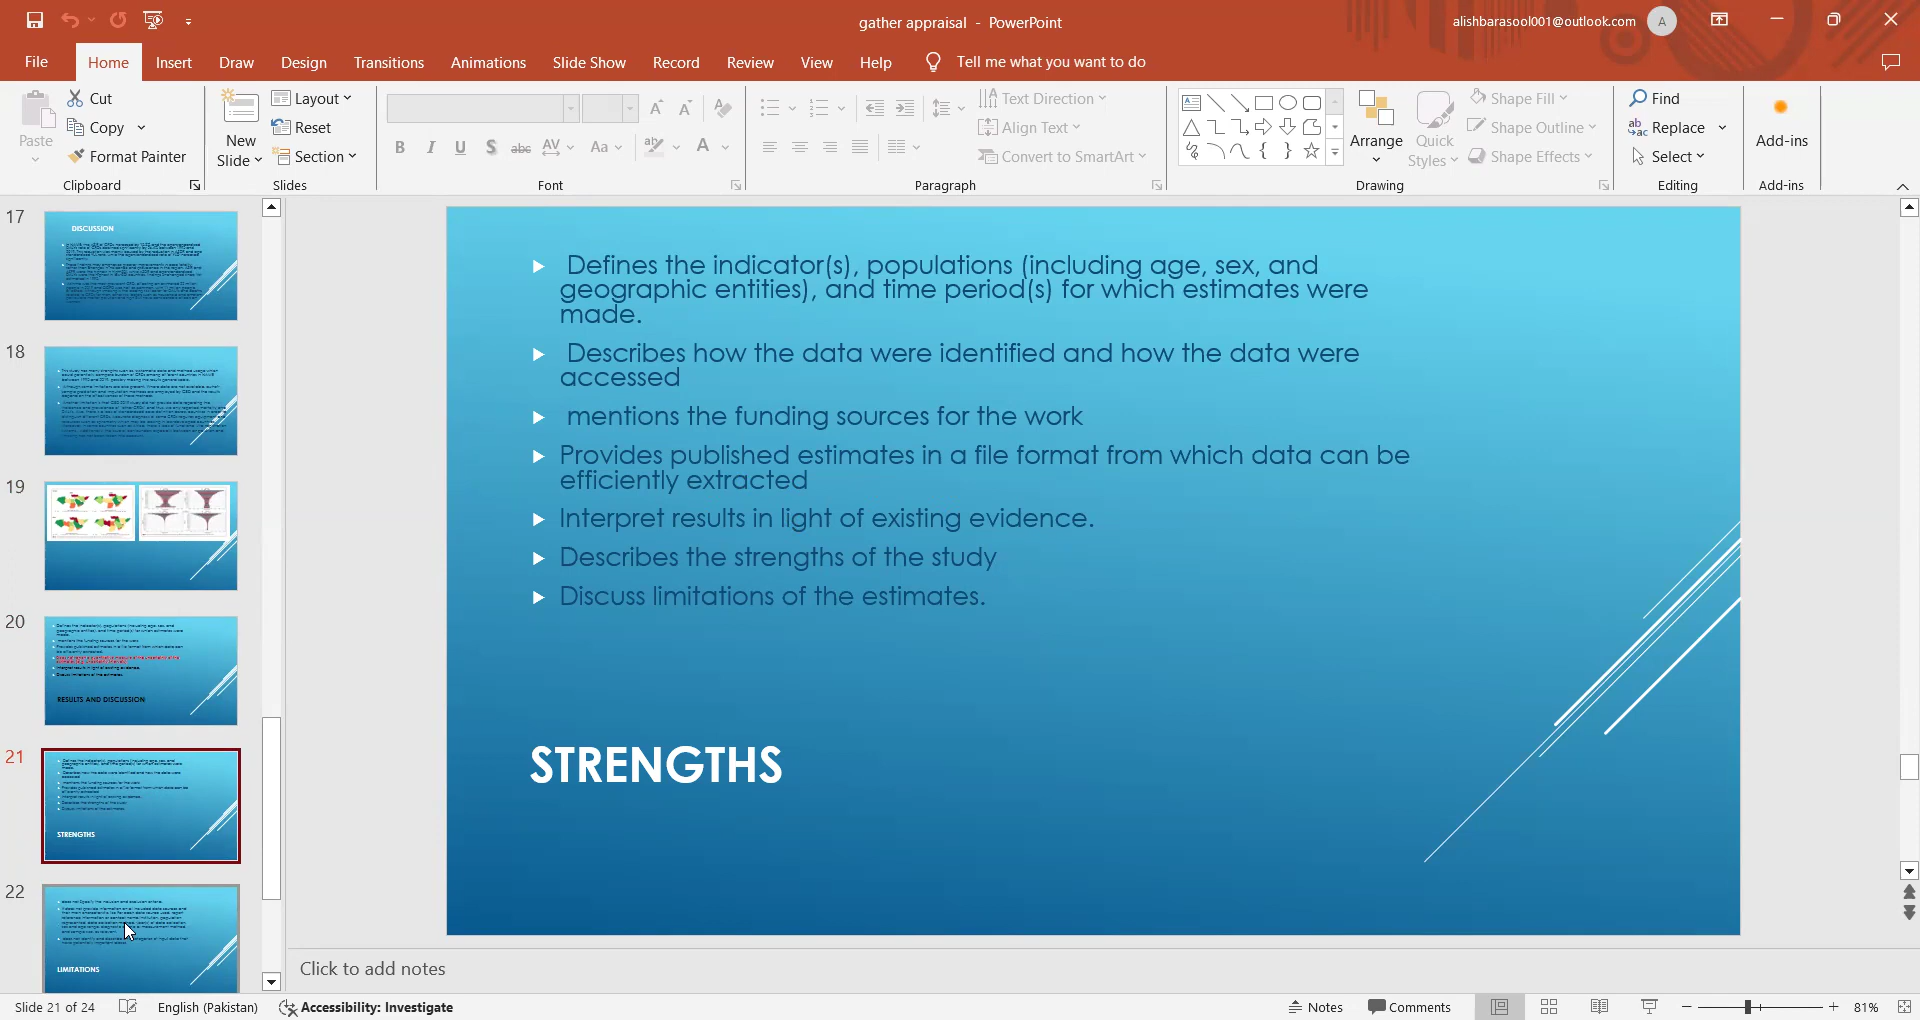 gather appraisal - PowerPoint
alishbarasool001@outlook.com
A
File
Home
Insert
Draw
Design
Transitions
Animations
Slide Show
Record
Review
View
Help
Tell me what you want to do
Paste
Cut
Copy
Format Painter
Clipboard
New
Slide
Layout
Reset
Section
Slides
B I U S abc AV Aa A
Font
Text Direction
Align Text
Convert to SmartArt
Paragraph
Arrange
Quick
Styles
Shape Fill
Shape Outline
Shape Effects
Drawing
Find
Replace
Select
Editing
Add-ins
Add-ins
17
DISCUSSION
18
19
20
RESULTS AND DISCUSSION
21
STRENGTHS
22
LIMITATIONS
Defines the indicator(s), populations (including age, sex, and
geographic entities), and time period(s) for which estimates were
made.
Describes how the data were identified and how the data were
accessed
mentions the funding sources for the work
Provides published estimates in a file format from which data can be
efficiently extracted
Interpret results in light of existing evidence.
Describes the strengths of the study
Discuss limitations of the estimates.
STRENGTHS
Click to add notes
Slide 21 of 24
English (Pakistan)
Accessibility: Investigate
Notes
Comments
81%